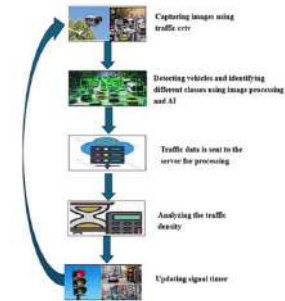 Capturing images using
traffic cctv
Detecting vehicles and identifying
different classes using image processing
and AI
Traffic data is sent to the
server for processing
Analyzing the traffic
density
Updating signal timer